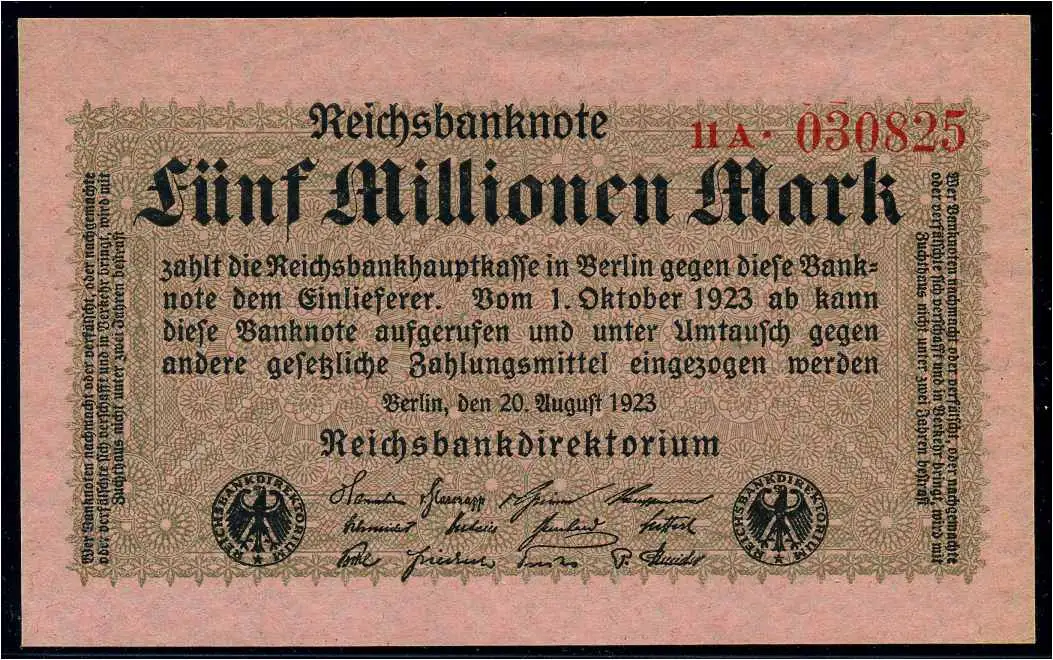 Reichsbanknote
11A· 030825
Fünf Millionen Mark
zahlt die Reichsbankhauptkasse in Berlin gegen diese Bank=
note dem Einlieferer. Vom 1. Oktober 1923 ab kann
diese Banknote aufgerufen und unter Umtausch gegen
andere gesetzliche Zahlungsmittel eingezogen werden
Berlin, den 20. August 1923
Reichsbankdirektorium
Wer Banknoten nachmacht oder verfälscht, oder nachgemachte
oder verfälschte sich verschafft und in Verkehr bringt, wird mit
Zuchthaus nicht unter zwei Jahren bestraft
Wer Banknoten nachmacht oder verfälscht, oder nachgemachte
oder verfälschte sich verschafft und in Verkehr bringt, wird mit
Zuchthaus nicht unter zwei Jahren bestraft
REICHSBANKDIREKTORIUM
REICHSBANKDIREKTORIUM